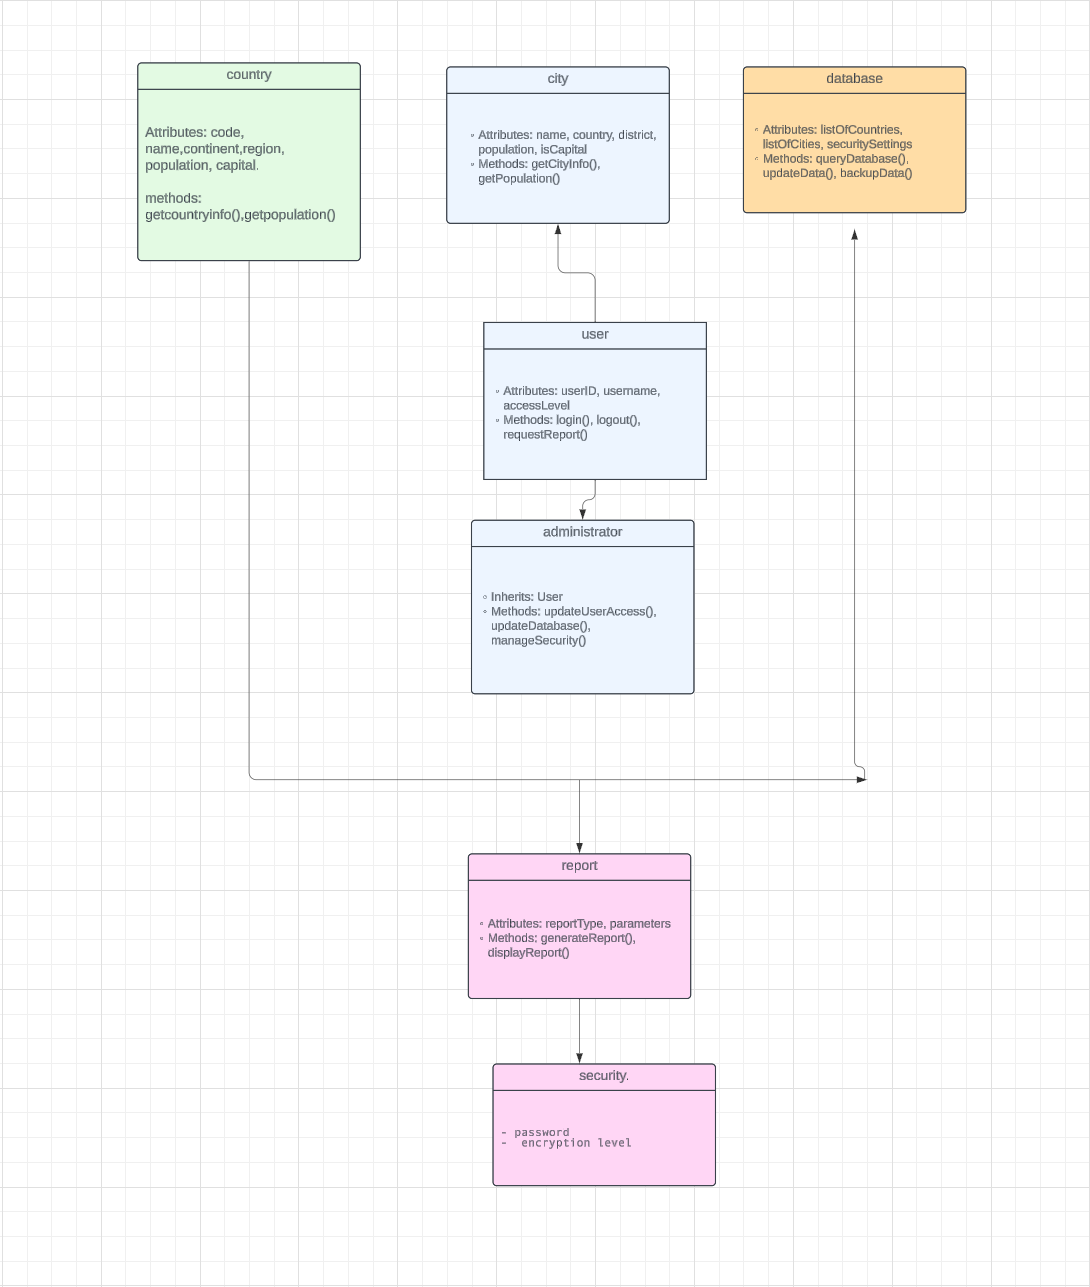 country
Attributes: code,
name,continent,region,
population, capital.
methods:
getcountryinfo(),getpopulation()
city
◦ Attributes: name, country, district,
population, isCapital
◦ Methods: getCityInfo(),
getPopulation()
database
◦ Attributes: listOfCountries,
listOfCities, securitySettings
◦ Methods: queryDatabase(),
updateData(), backupData()
user
◦ Attributes: userID, username,
accessLevel
◦ Methods: login(), logout(),
requestReport()
administrator
◦ Inherits: User
◦ Methods: updateUserAccess(),
updateDatabase(),
manageSecurity()
report
◦ Attributes: reportType, parameters
◦ Methods: generateReport(),
displayReport()
security.
- password
- encryption level